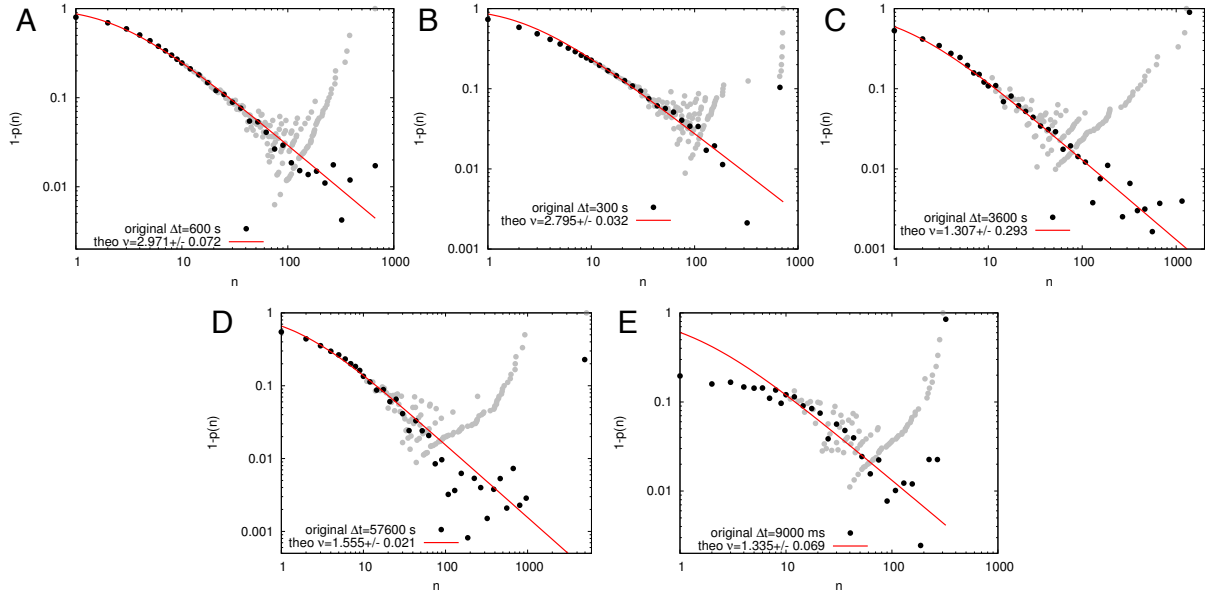 A
1-p(n)
1
0.1
0.01
original Δt=600 s
theo ν=2.971+/- 0.072
1 10 100 1000
n
B
1-p(n)
1
0.1
0.01
0.001
original Δt=300 s
theo ν=2.795+/- 0.032
1 10 100 1000
n
C
1-p(n)
1
0.1
0.01
0.001
original Δt=3600 s
theo ν=1.307+/- 0.293
1 10 100 1000
n
D
1-p(n)
1
0.1
0.01
0.001
original Δt=57600 s
theo ν=1.555+/- 0.021
1 10 100 1000
n
E
1-p(n)
1
0.1
0.01
original Δt=9000 ms
theo ν=1.335+/- 0.069
1 10 100 1000
n